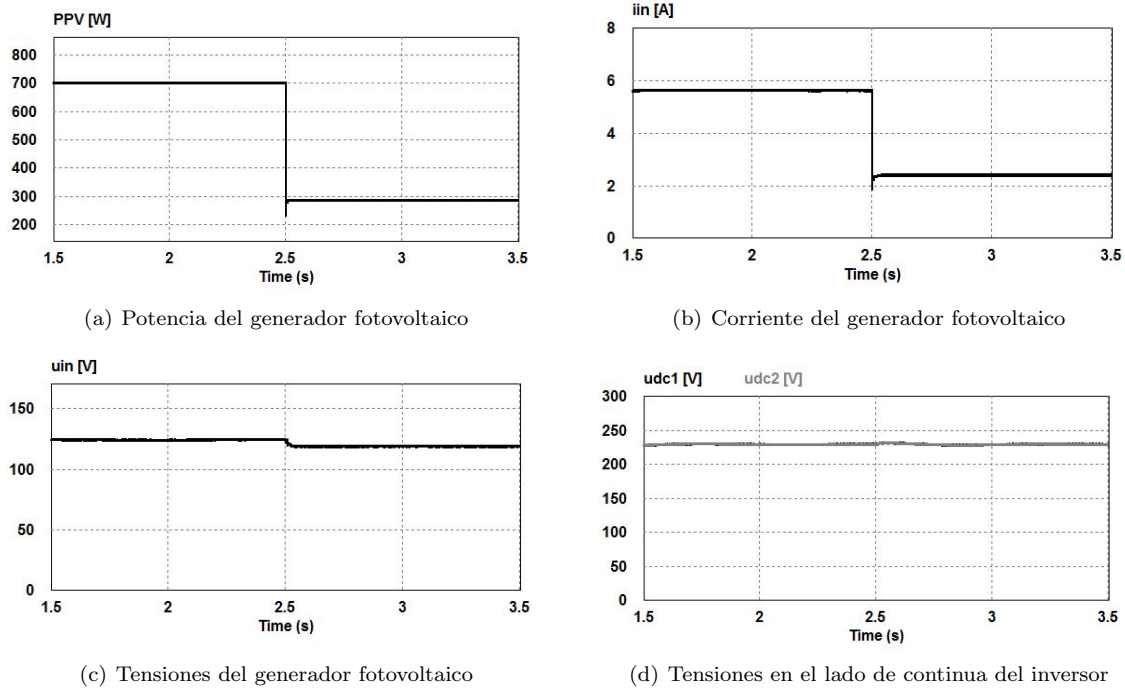 PPV [W]
800
700
600
500
400
300
200
1.5 2 2.5 3 3.5
Time (s)
(a) Potencia del generador fotovoltaico
iin [A]
8
6
4
2
0
1.5 2 2.5 3 3.5
Time (s)
(b) Corriente del generador fotovoltaico
uin [V]
150
100
50
0
1.5 2 2.5 3 3.5
Time (s)
(c) Tensiones del generador fotovoltaico
udc1 [V] udc2 [V]
300
250
200
150
100
50
0
1.5 2 2.5 3 3.5
Time (s)
(d) Tensiones en el lado de continua del inversor